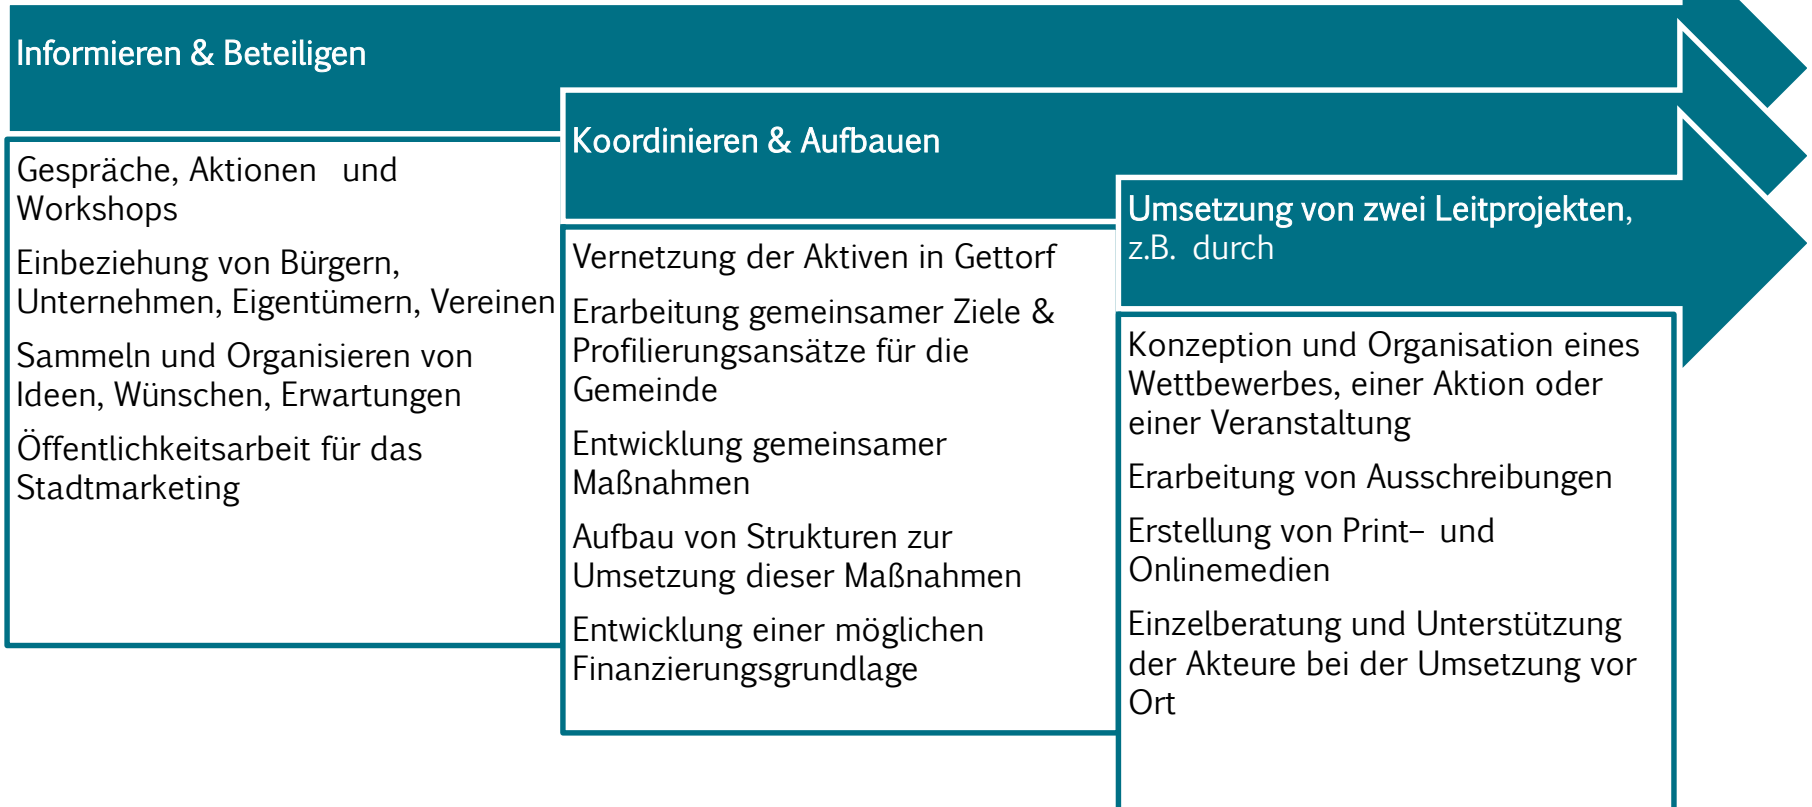 Informieren & Beteiligen
Gespräche, Aktionen und
Workshops
Einbeziehung von Bürgern,
Unternehmen, Eigentümern, Vereinen
Sammeln und Organisieren von
Ideen, Wünschen, Erwartungen
Öffentlichkeitsarbeit für das
Stadtmarketing
Koordinieren & Aufbauen
Vernetzung der Aktiven in Gettorf
Erarbeitung gemeinsamer Ziele &
Profilierungsansätze für die
Gemeinde
Entwicklung gemeinsamer
Maßnahmen
Aufbau von Strukturen zur
Umsetzung dieser Maßnahmen
Entwicklung einer möglichen
Finanzierungsgrundlage
Umsetzung von zwei Leitprojekten,
z.B. durch
Konzeption und Organisation eines
Wettbewerbes, einer Aktion oder
einer Veranstaltung
Erarbeitung von Ausschreibungen
Erstellung von Print– und
Onlinemedien
Einzelberatung und Unterstützung
der Akteure bei der Umsetzung vor
Ort